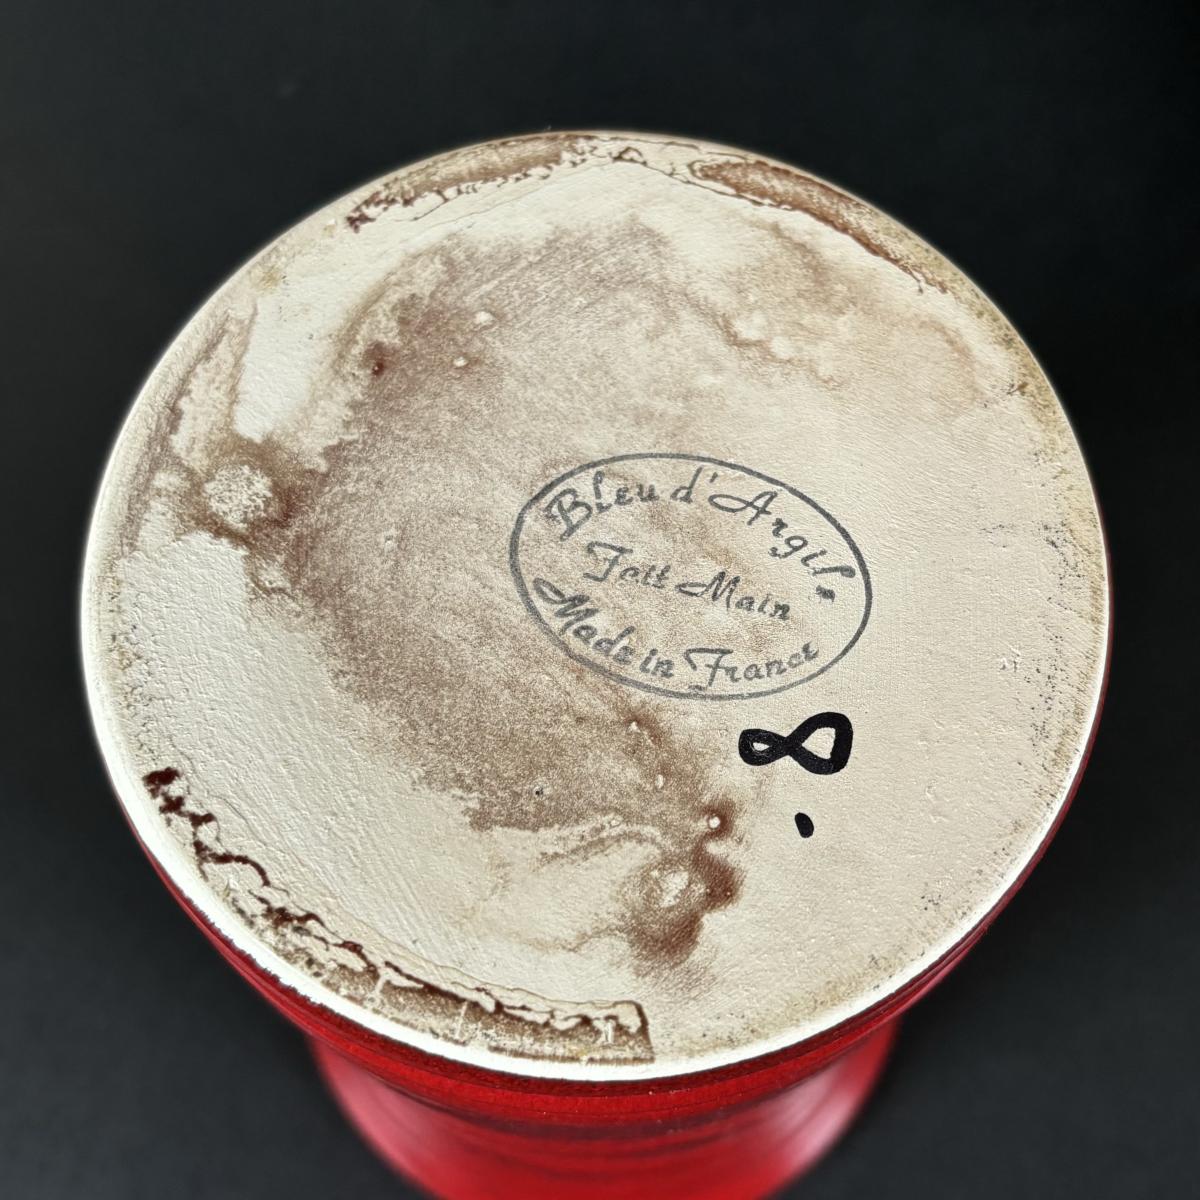 Bleu d'Argile
Fait Main
Made in France
8.